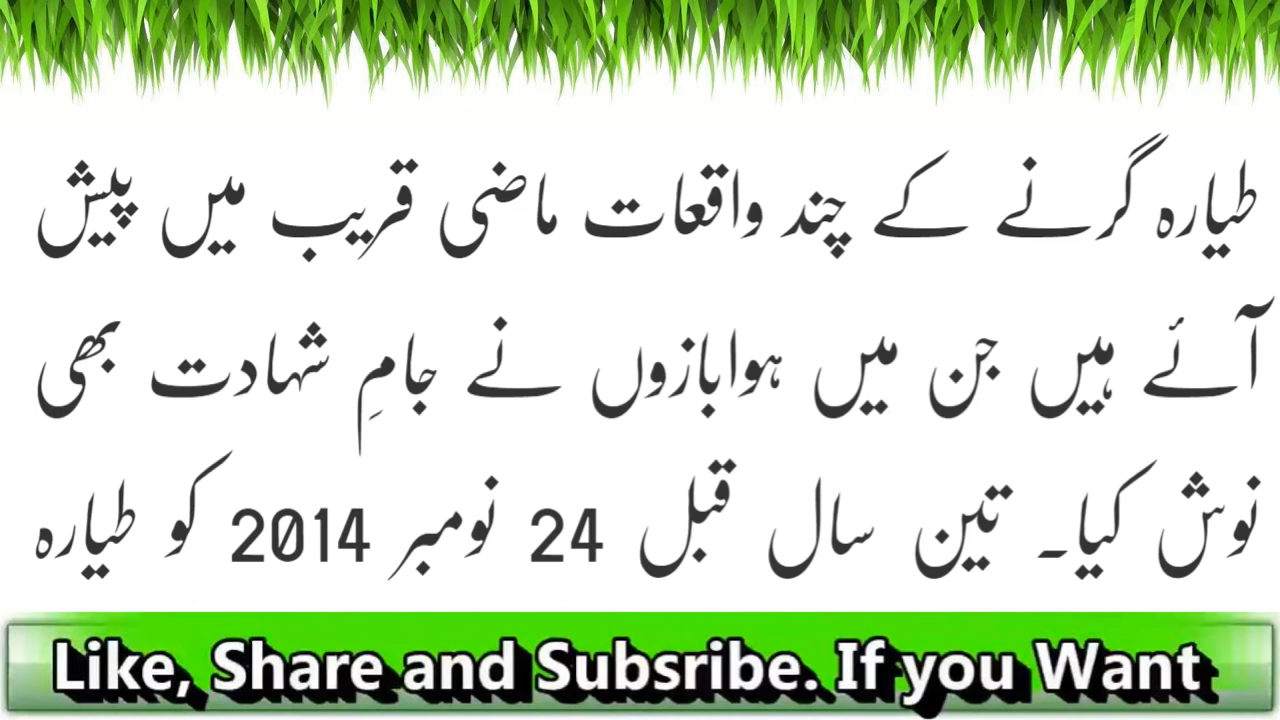 طیارہ گرنے کے چند واقعات ماضی قریب میں پیش
آئے ہیں جن میں ہوابازوں نے جامِ شہادت بھی
نوش کیا۔ تین سال قبل 24 نومبر 2014 کو طیارہ
Like, Share and Subsribe. If you Want